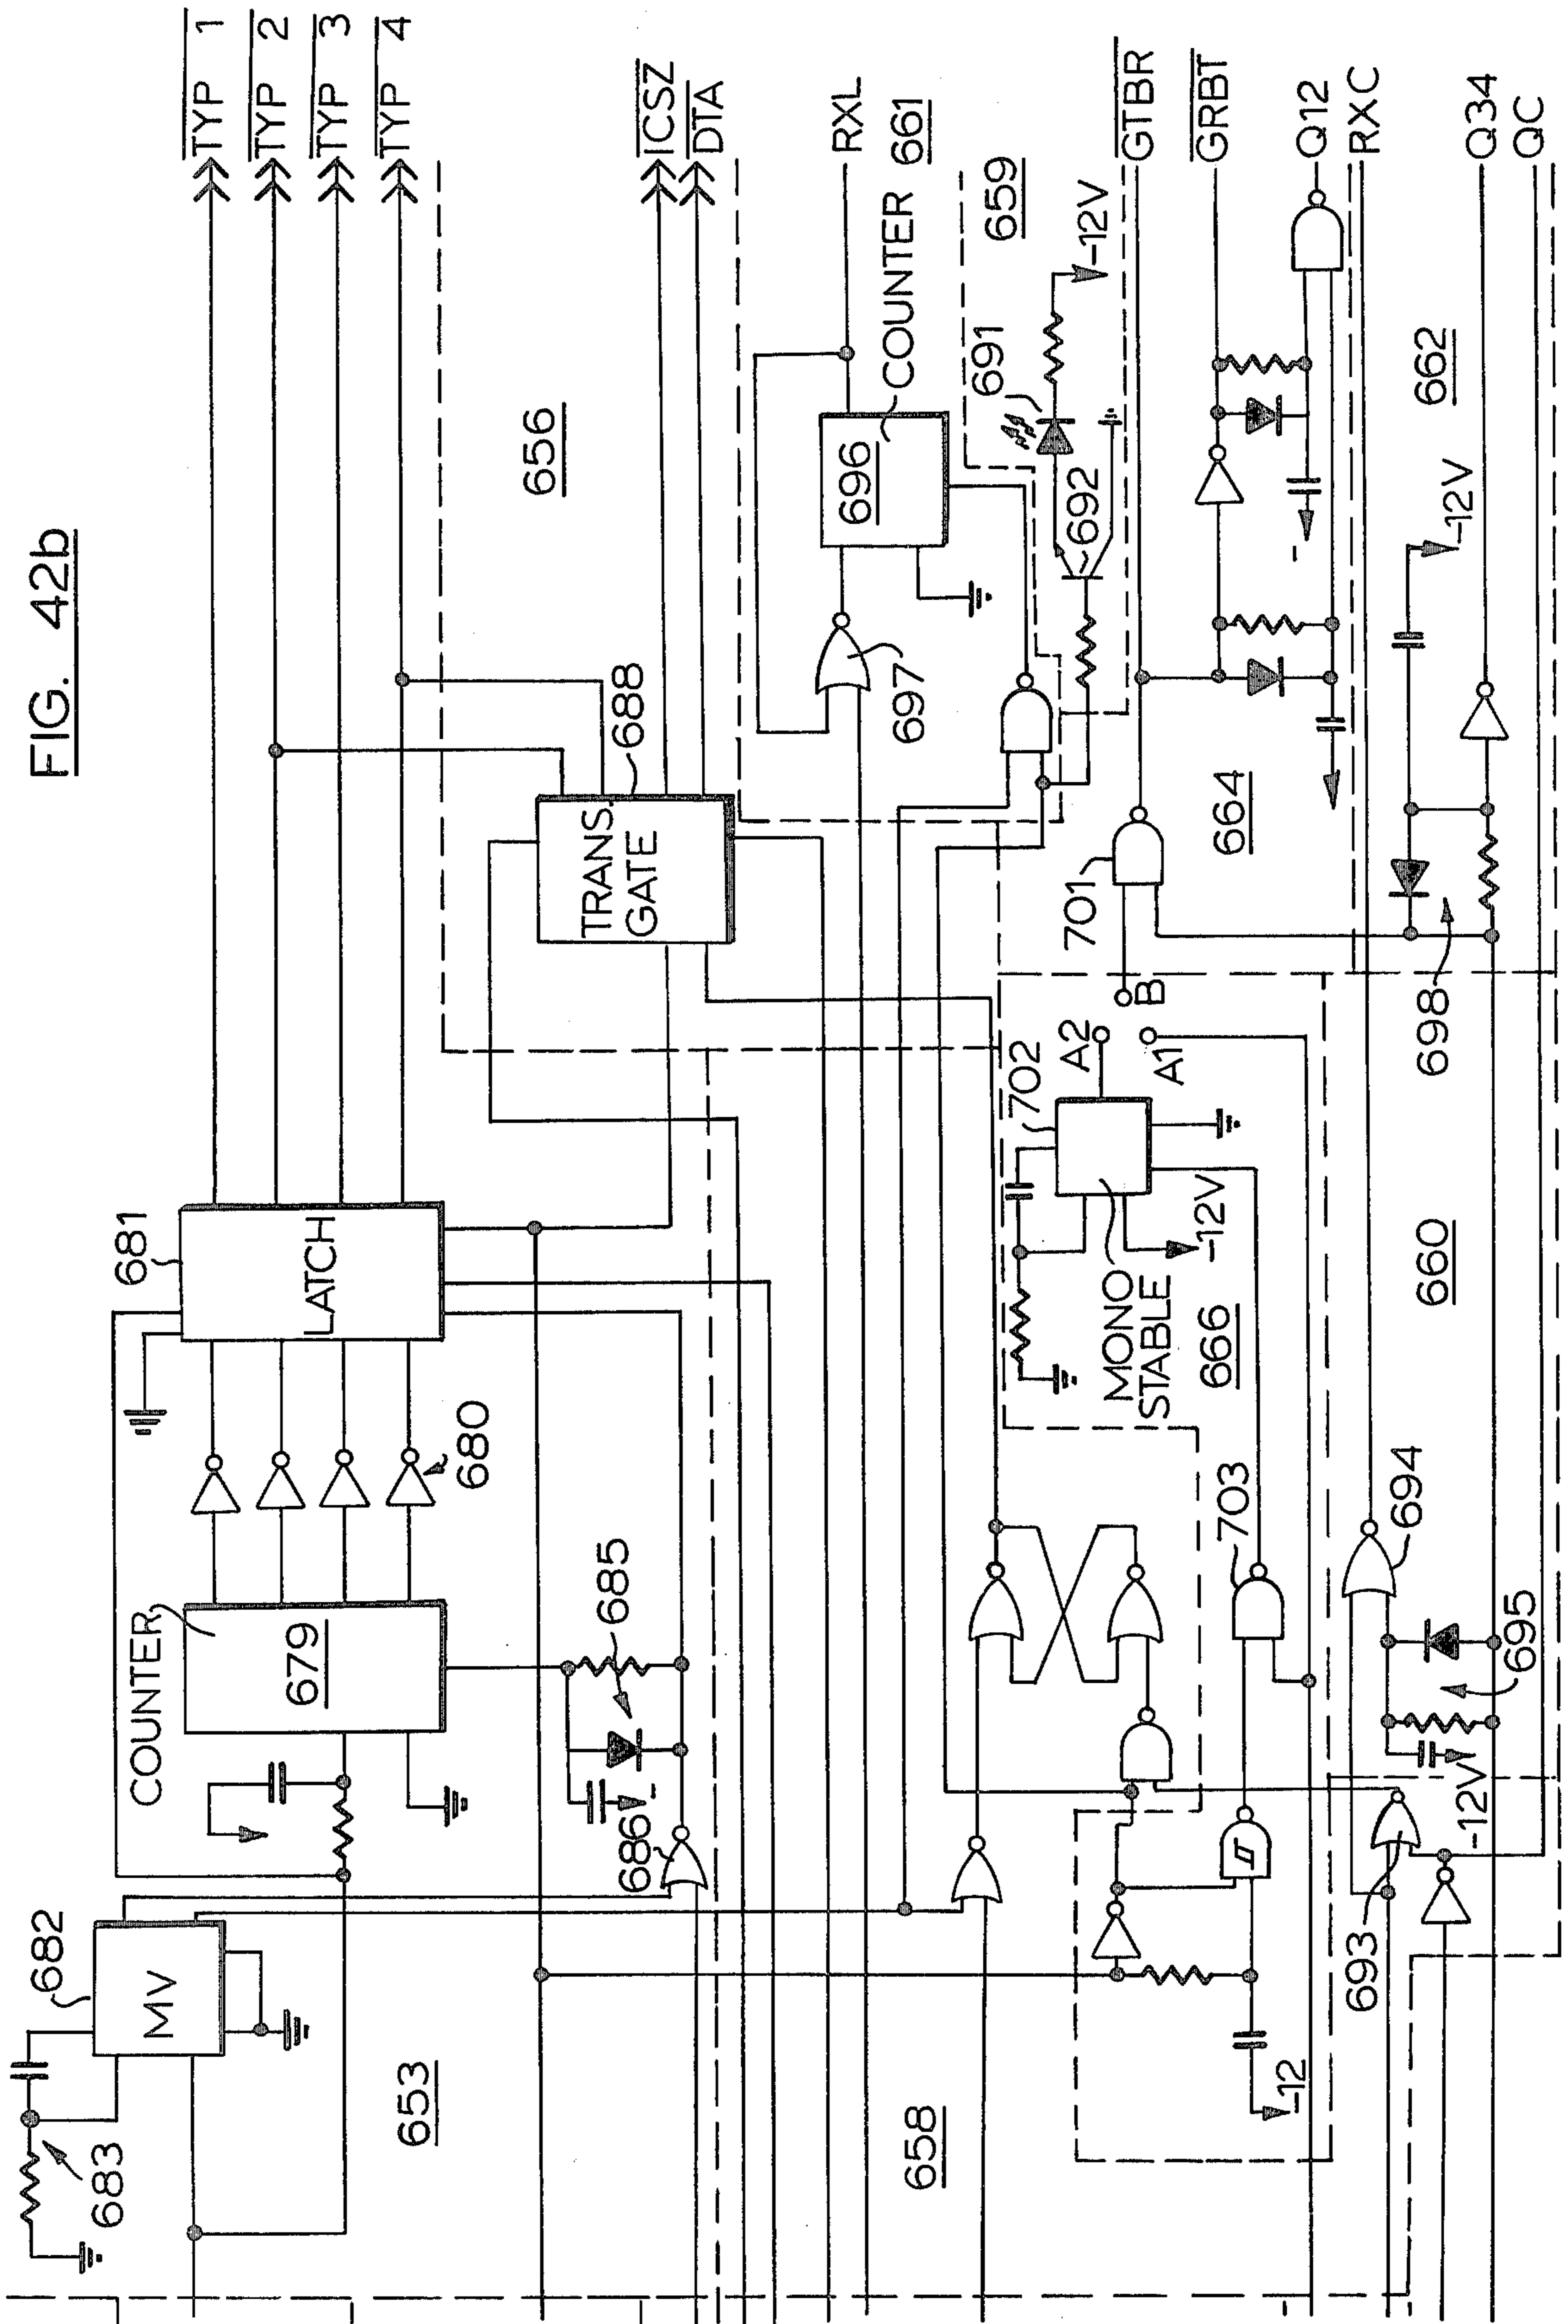 FIG. 42b
TYP 1
TYP 2
TYP 3
TYP 4
ICSZ
DTA
RXL
GTBR
GRBT
Q12
RXC
Q34
QC
682
MV
683
653
COUNTER
679
680
681
LATCH
685
686
656
TRANS.
GATE
688
696
COUNTER
661
697
659
691
692
-12V
658
-12
703
702
A2
A1
B
MONO
STABLE
666
-12V
701
664
-
-
662
-12V
698
660
693
694
695
-12V